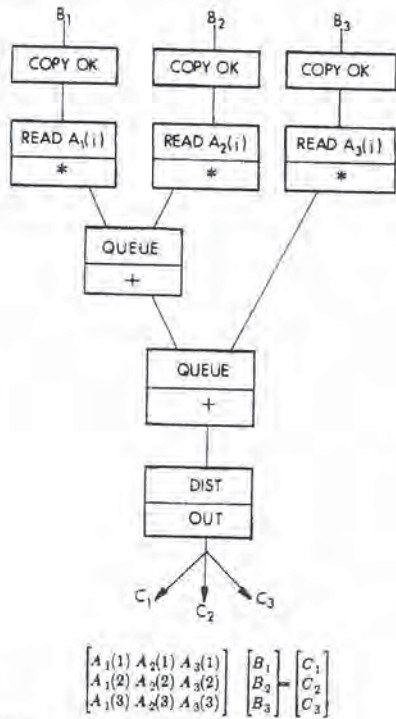 B1 B2 B3
COPY OK COPY OK COPY OK
READ A1(i) READ A2(i) READ A3(i)
* * *
QUEUE
+
QUEUE
+
DIST
OUT
C1 C2 C3
[A1(1) A2(1) A3(1)] [B1] [C1]
[A1(2) A2(2) A3(2)] [B2] = [C2]
[A1(3) A2(3) A3(3)] [B3] [C3]